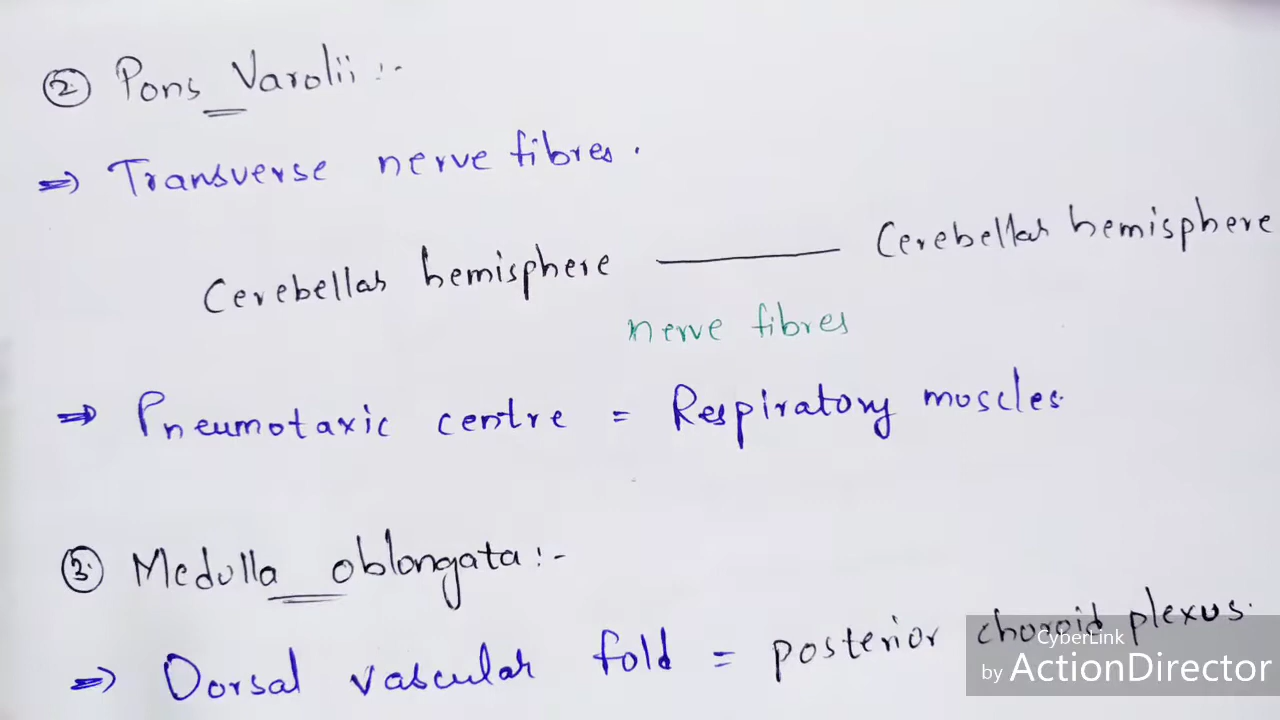 ② Pons Varolii :-
⇒ Transverse nerve fibres.
Cerebellar hemisphere ——— Cerebellar hemisphere
nerve fibres
⇒ Pneumotaxic centre = Respiratory muscles.
③ Medulla oblongata :-
⇒ Dorsal vascular fold = posterior choroid plexus.
CyberLink
by ActionDirector